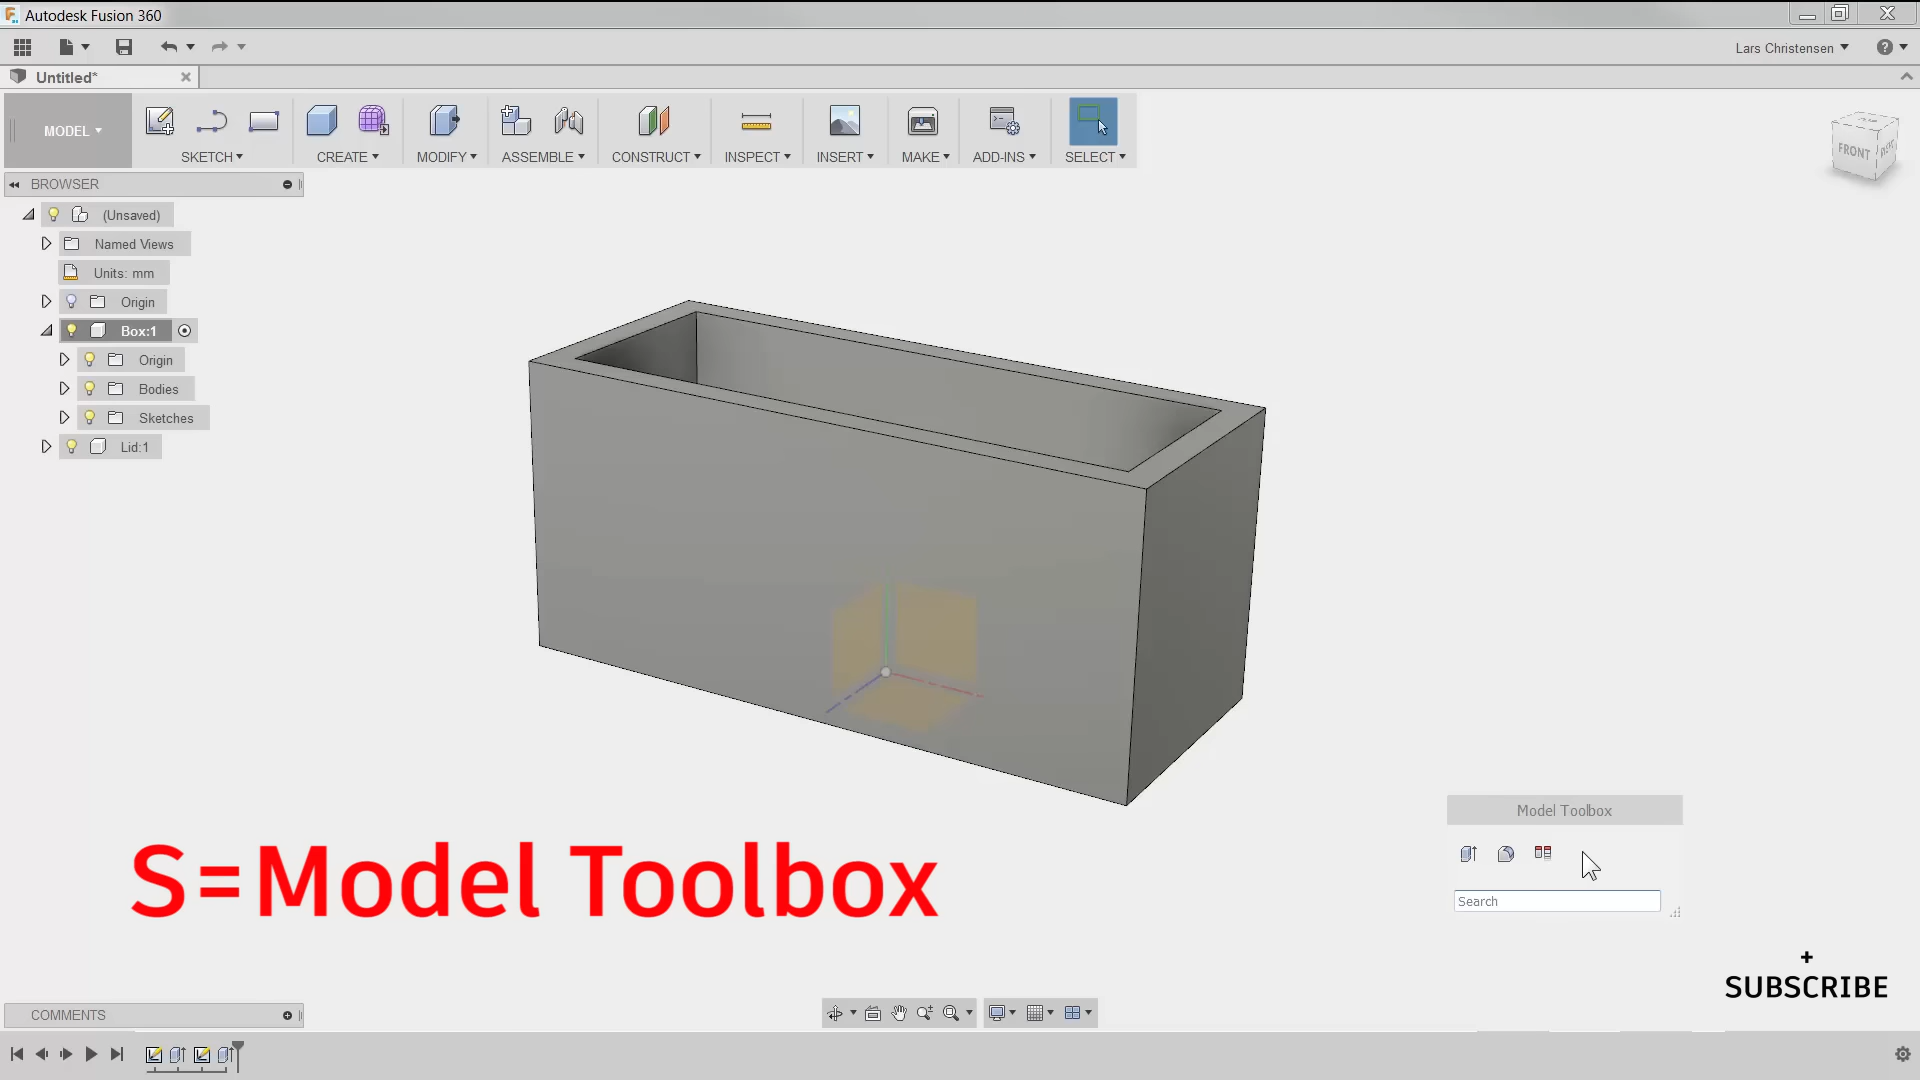 Autodesk Fusion 360
Lars Christensen
Untitled*
MODEL
SKETCH
CREATE
MODIFY
ASSEMBLE
CONSTRUCT
INSPECT
INSERT
MAKE
ADD-INS
SELECT
FRONT
BROWSER
(Unsaved)
Named Views
Units: mm
Origin
Box:1
Origin
Bodies
Sketches
Lid:1
Model Toolbox
Search
S=Model Toolbox
+
SUBSCRIBE
COMMENTS